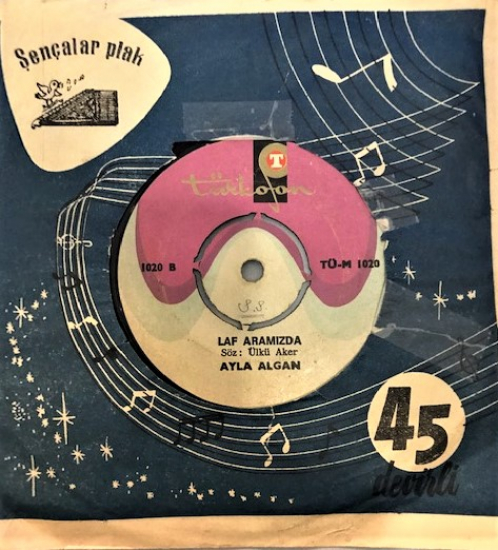 Şençalar plak
T
türkofon
1020 B
TÜ-M 1020
LAF ARAMIZDA
Söz: Ülkü Aker
AYLA ALGAN
45
devirli